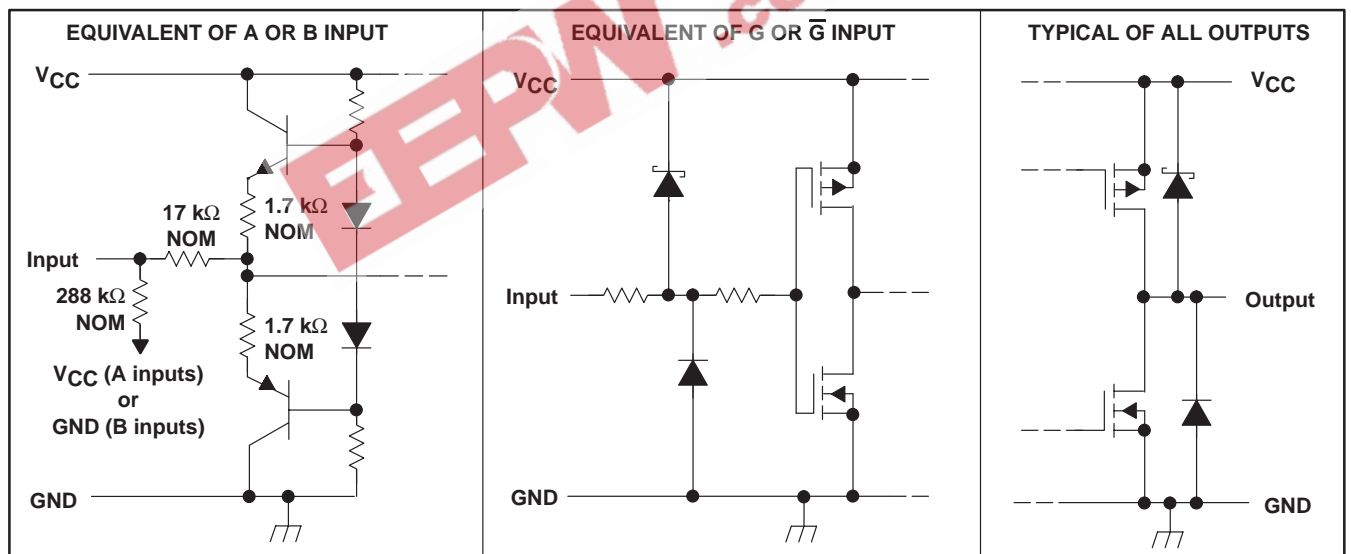 EQUIVALENT OF A OR B INPUT
VCC
17 kΩ
NOM
1.7 kΩ
NOM
Input
288 kΩ
NOM
1.7 kΩ
NOM
VCC (A inputs)
or
GND (B inputs)
GND
EQUIVALENT OF G OR G̅ INPUT
VCC
Input
GND
TYPICAL OF ALL OUTPUTS
VCC
Output
GND
EEPW